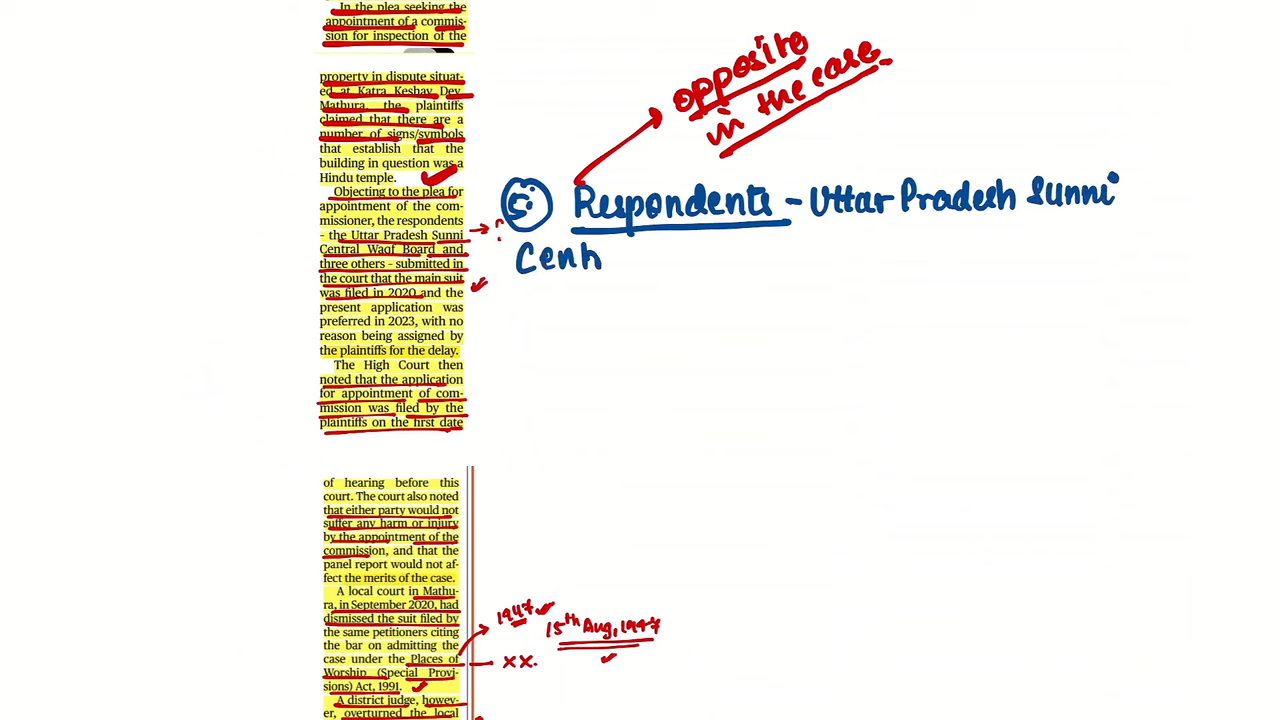 In the plea seeking the
appointment of a commis-
sion for inspection of the
property in dispute situat-
ed at Katra Keshav Dev
Mathura, the plaintiffs
claimed that there are a
number of signs/symbols
that establish that the
building in question was a
Hindu temple.
Objecting to the plea for
appointment of the com-
missioner, the respondents
- the Uttar Pradesh Sunni
Central Waqf Board and
three others - submitted in
the court that the main suit
was filed in 2020 and the
present application was
preferred in 2023, with no
reason being assigned by
the plaintiffs for the delay.
The High Court then
noted that the application
for appointment of com-
mission was filed by the
plaintiffs on the first date
of hearing before this
court. The court also noted
that either party would not
suffer any harm or injury
by the appointment of the
commission, and that the
panel report would not af-
fect the merits of the case.
A local court in Mathu-
ra, in September 2020, had
dismissed the suit filed by
the same petitioners citing
the bar on admitting the
case under the Places of
Worship (Special Provi-
sions) Act, 1991.
A district judge, howev-
er, overturned the local
opposite
in the case
5 Respondents - Uttar Pradesh Sunni
Cenh
1947
15th Aug, 1947
XX.